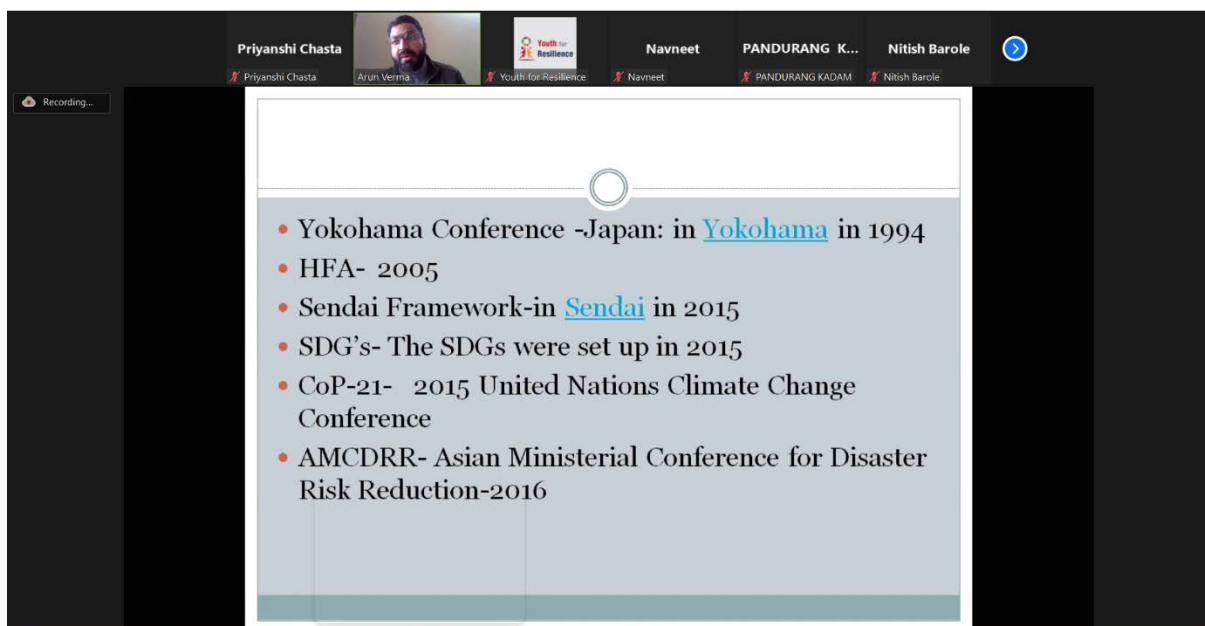 Priyanshi Chasta
Youth for
Resilience
Navneet
PANDURANG K...
Nitish Barole
Priyanshi Chasta
Arun Verma
Youth for Resilience
Navneet
PANDURANG KADAM
Nitish Barole
Recording...
• Yokohama Conference -Japan: in Yokohama in 1994
• HFA- 2005
• Sendai Framework-in Sendai in 2015
• SDG's- The SDGs were set up in 2015
• CoP-21- 2015 United Nations Climate Change
Conference
• AMCDRR- Asian Ministerial Conference for Disaster
Risk Reduction-2016